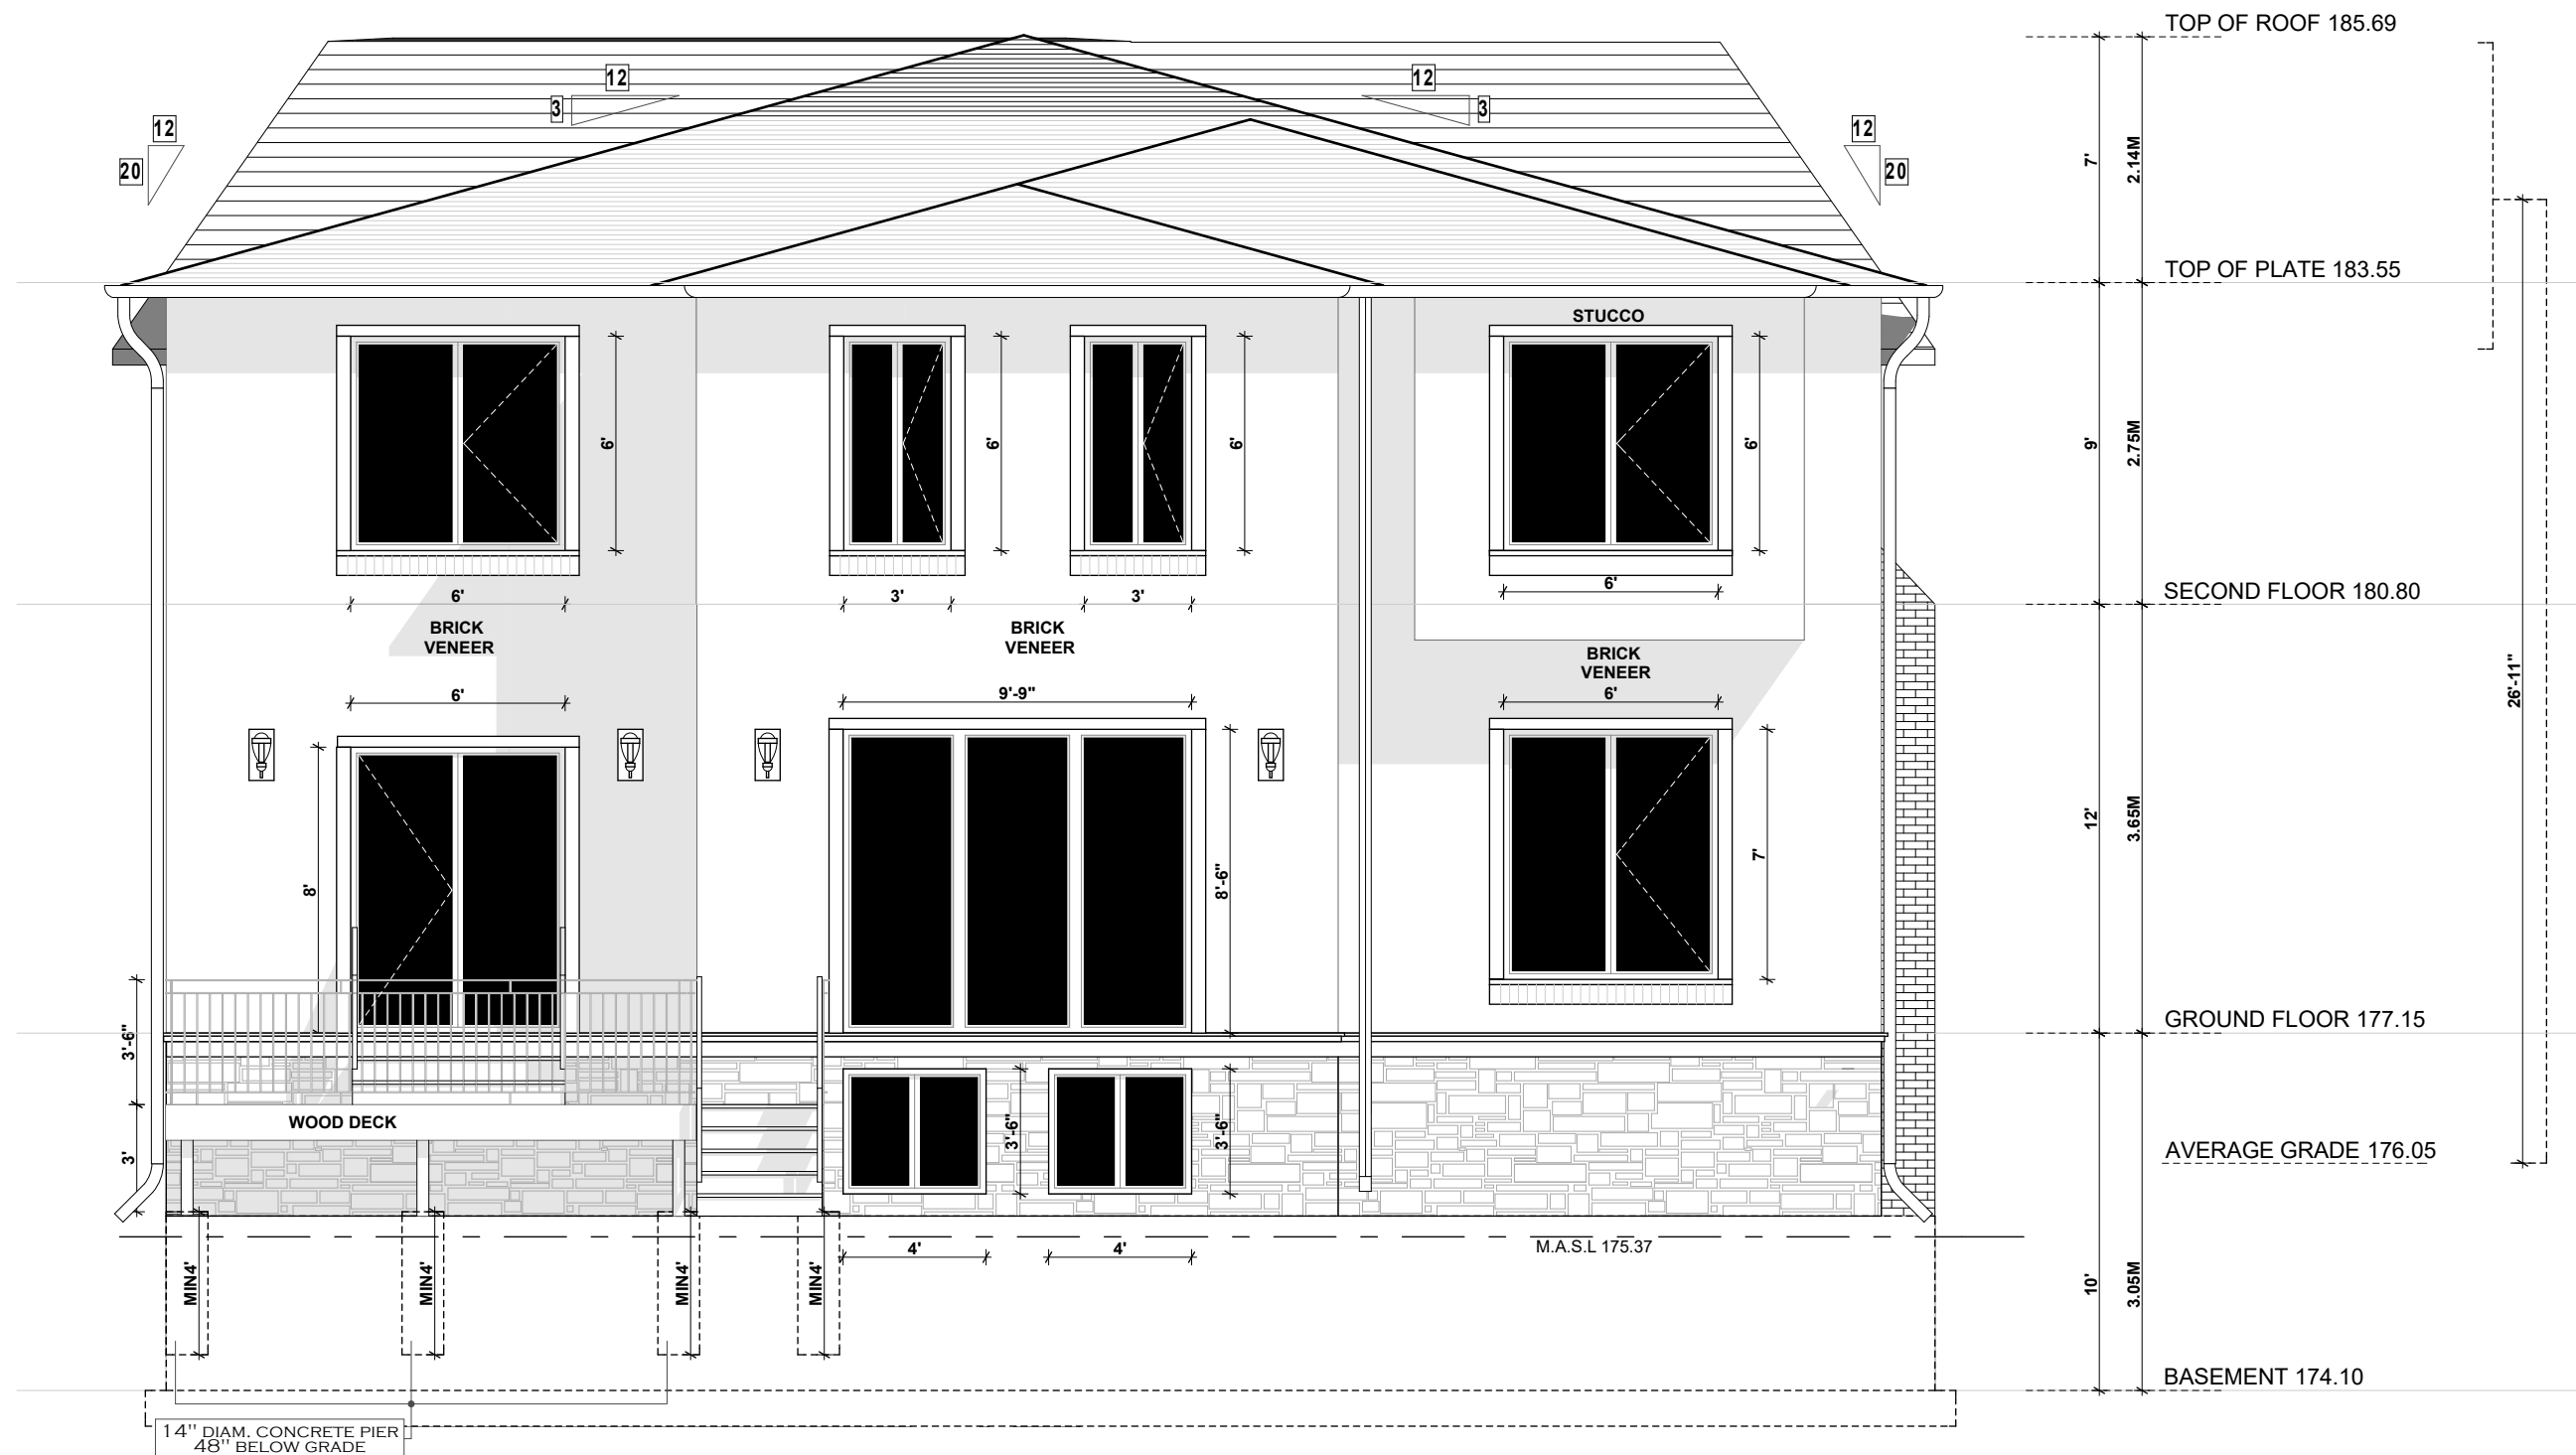 TOP OF ROOF 185.69
12
12
3
3
12
20
12
20
7'
2.14M
TOP OF PLATE 183.55
STUCCO
6'
6'
6'
6'
9'
2.75M
6'
3'
3'
6'
SECOND FLOOR 180.80
BRICK
VENEER
BRICK
VENEER
BRICK
VENEER
6'
9'-9"
6'
26'-11"
8'
8'-6"
7'
12'
3.65M
GROUND FLOOR 177.15
3'-6"
WOOD DECK
3'
3'-6"
3'-6"
AVERAGE GRADE 176.05
4'
4'
M.A.S.L 175.37
MIN4'
MIN4'
MIN4'
MIN4'
10'
3.05M
BASEMENT 174.10
14" DIAM. CONCRETE PIER
48" BELOW GRADE